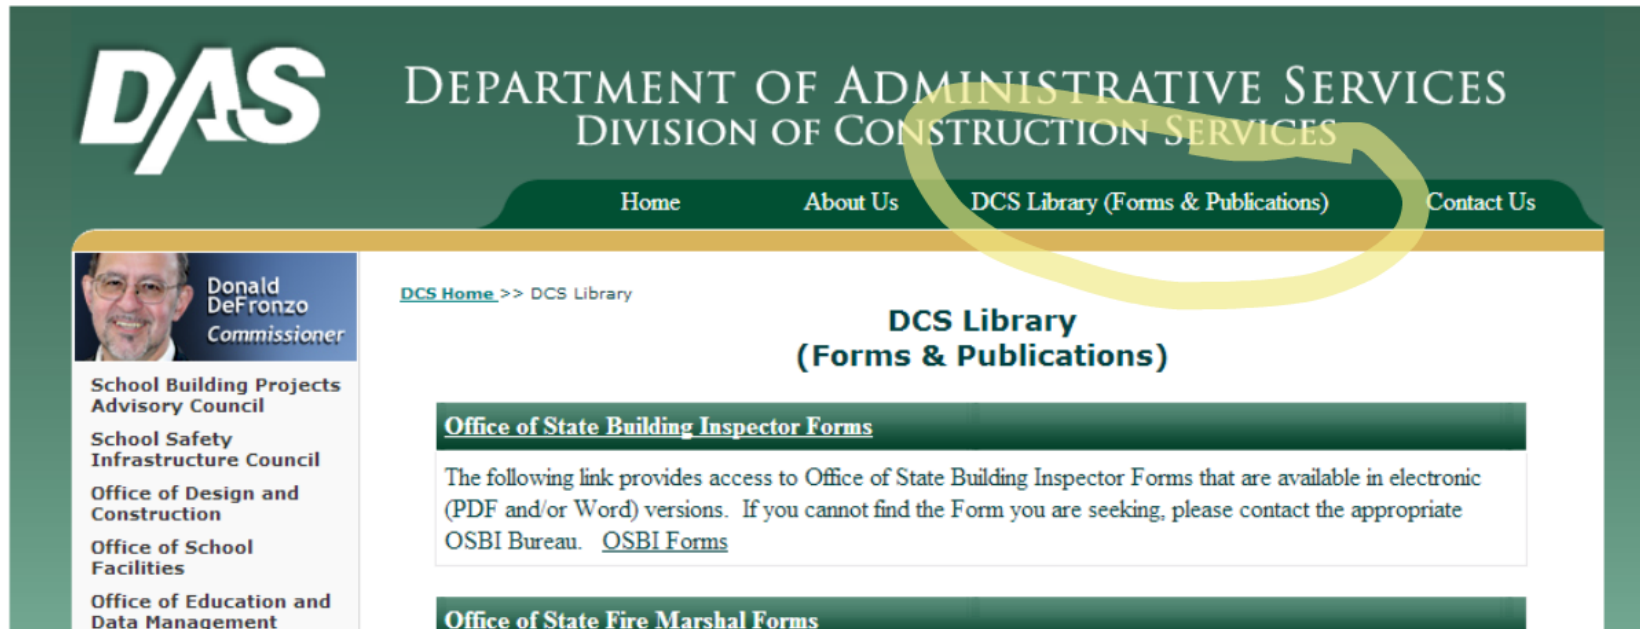 DAS
DEPARTMENT OF ADMINISTRATIVE SERVICES
DIVISION OF CONSTRUCTION SERVICES
Home About Us DCS Library (Forms & Publications) Contact Us
Donald
DeFronzo
Commissioner
School Building Projects
Advisory Council
School Safety
Infrastructure Council
Office of Design and
Construction
Office of School
Facilities
Office of Education and
Data Management
DCS Home >> DCS Library
DCS Library
(Forms & Publications)
Office of State Building Inspector Forms
The following link provides access to Office of State Building Inspector Forms that are available in electronic
(PDF and/or Word) versions. If you cannot find the Form you are seeking, please contact the appropriate
OSBI Bureau. OSBI Forms
Office of State Fire Marshal Forms